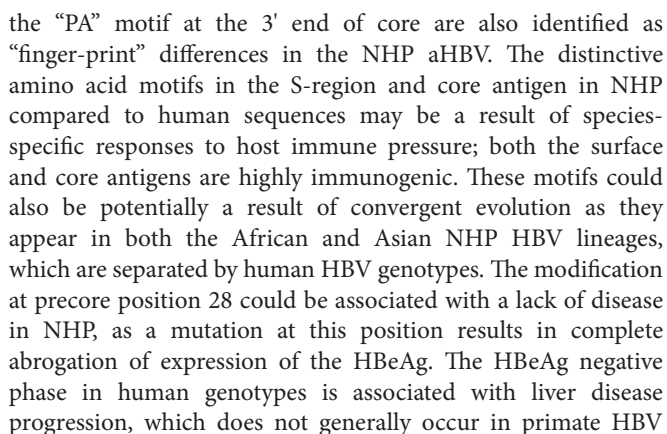 the “PA” motif at the 3' end of core are also identified as
“finger-print” differences in the NHP aHBV. The distinctive
amino acid motifs in the S-region and core antigen in NHP
compared to human sequences may be a result of species-
specific responses to host immune pressure; both the surface
and core antigens are highly immunogenic. These motifs could
also be potentially a result of convergent evolution as they
appear in both the African and Asian NHP HBV lineages,
which are separated by human HBV genotypes. The modification
at precore position 28 could be associated with a lack of disease
in NHP, as a mutation at this position results in complete
abrogation of expression of the HBeAg. The HBeAg negative
phase in human genotypes is associated with liver disease
progression, which does not generally occur in primate HBV